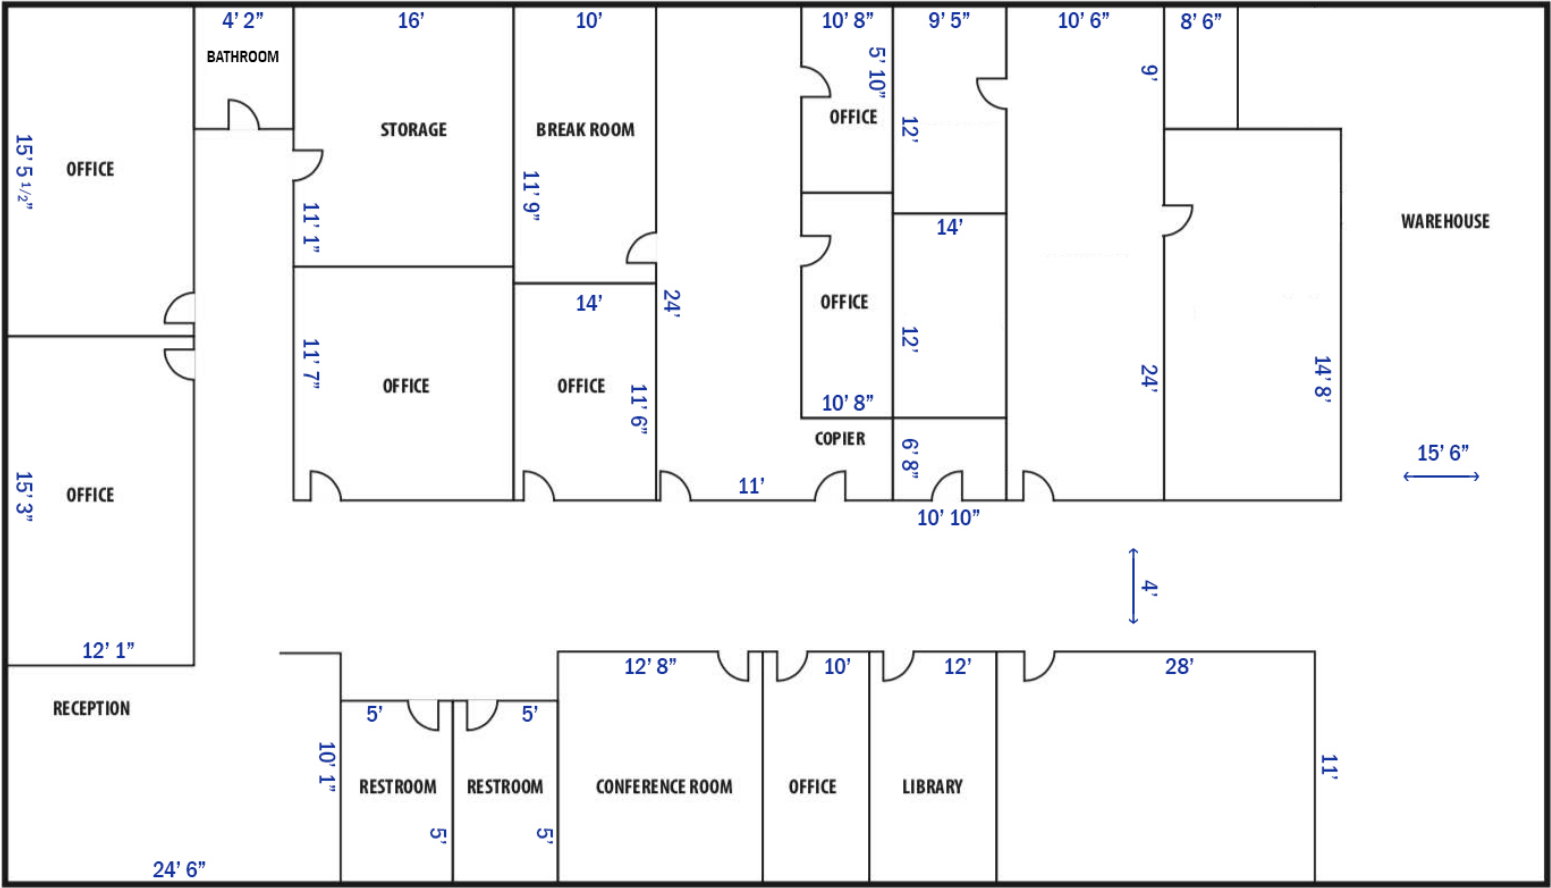 4’ 2”
16’
10’
10’ 8”
9’ 5”
10’ 6”
8’ 6”
BATHROOM
5’ 10”
9’
STORAGE
BREAK ROOM
OFFICE
12’
15’ 5 1/2”
OFFICE
11’ 1”
11’ 9”
14’
WAREHOUSE
14’
24’
OFFICE
12’
11’ 7”
OFFICE
OFFICE
11’ 6”
10’ 8”
24’
14’ 8’
COPIER
6’ 8”
15’ 6”
15’ 3”
OFFICE
11’
10’ 10”
4’
12’ 1”
12’ 8”
10’
12’
28’
RECEPTION
5’
5’
10’ 1”
RESTROOM
RESTROOM
CONFERENCE ROOM
OFFICE
LIBRARY
11’
5’
5’
24’ 6”